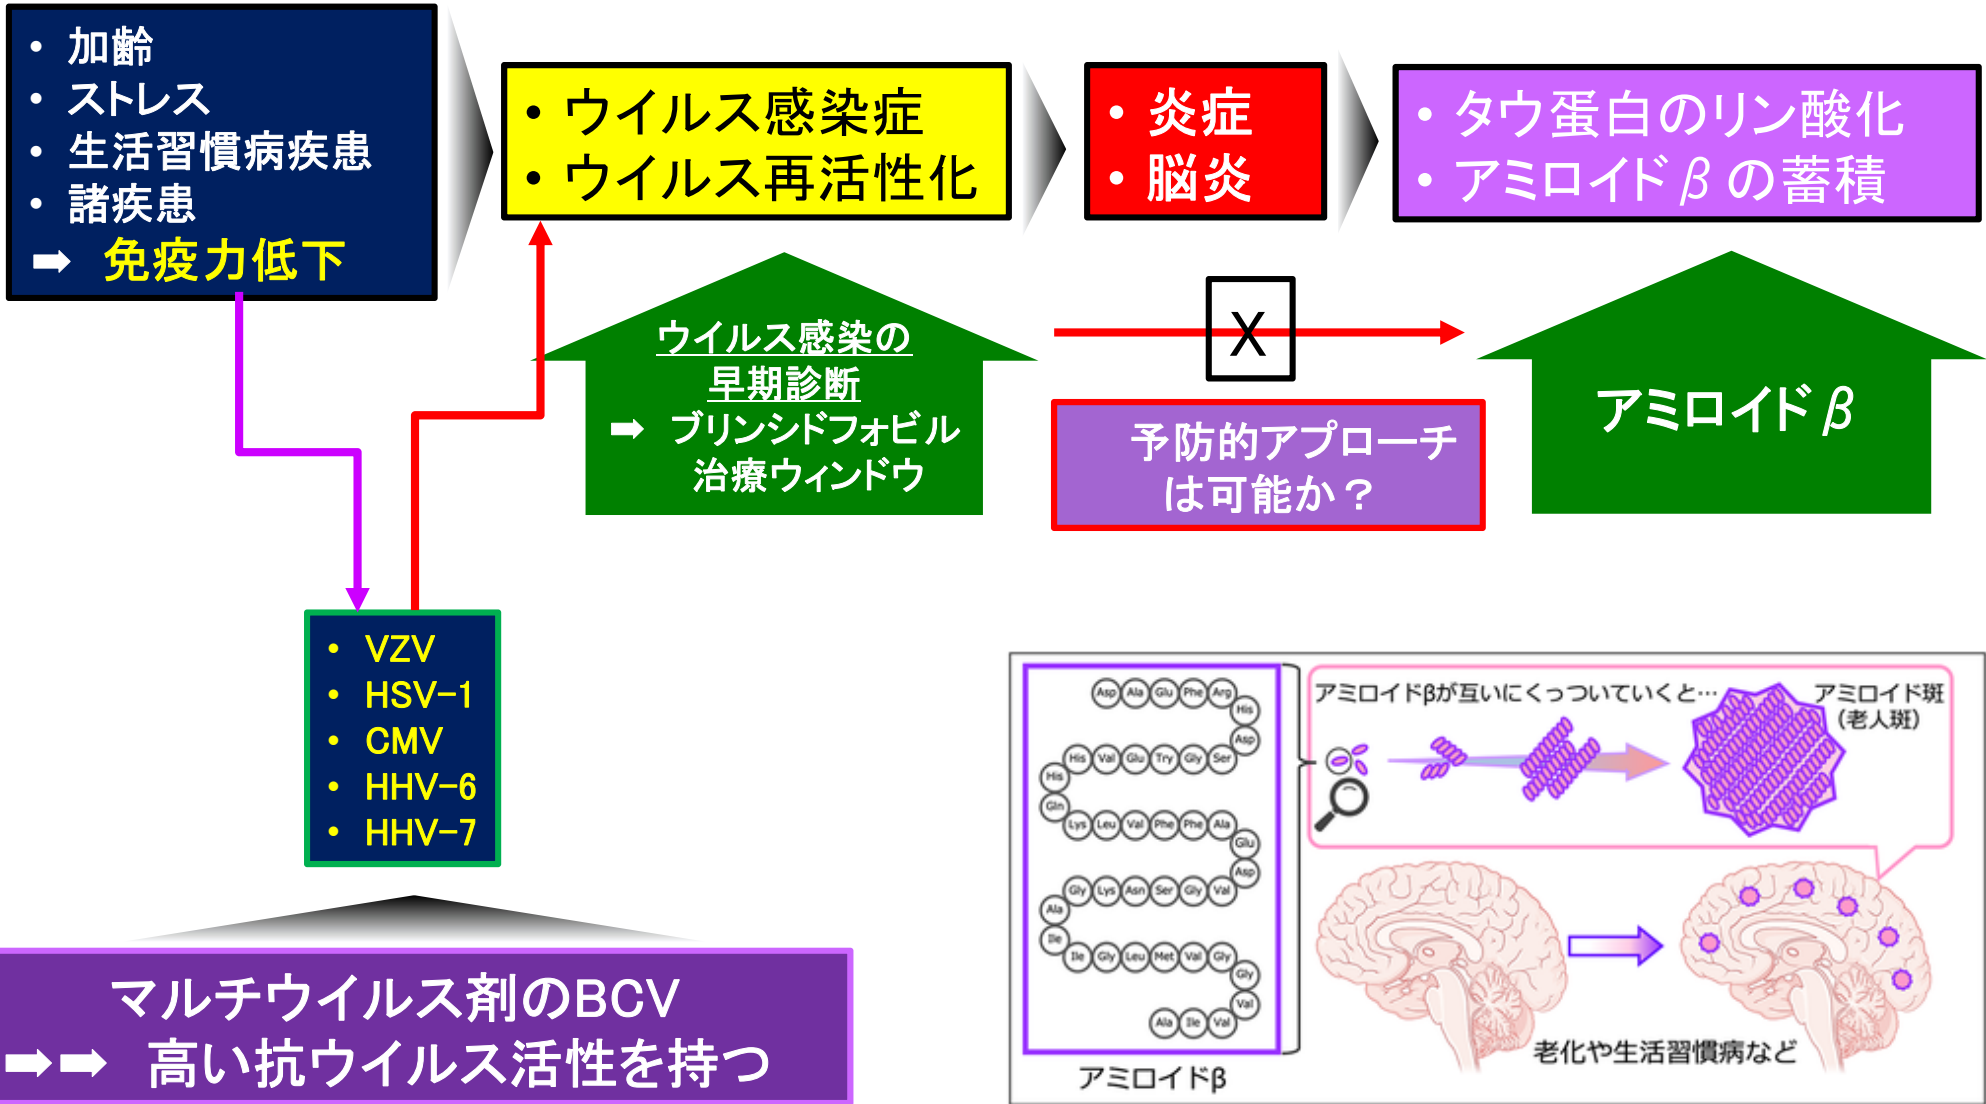 • 加齢
• ストレス
• 生活習慣病疾患
• 諸疾患
➡ 免疫力低下
• ウイルス感染症
• ウイルス再活性化
• 炎症
• 脳炎
• タウ蛋白のリン酸化
• アミロイドβの蓄積
ウイルス感染の
早期診断
➡ ブリンシドフォビル
治療ウィンドウ
X
予防的アプローチ
は可能か？
アミロイドβ
• VZV
• HSV-1
• CMV
• HHV-6
• HHV-7
マルチウイルス剤のBCV
➡➡ 高い抗ウイルス活性を持つ
Asp Ala Glu Phe Arg
His
Asp
His Val Glu Try Gly Ser
His
Gln
Lys Leu Val Phe Phe Ala
Glu
Asp
Gly Lys Asn Ser Gly Val
Ala
Ile
Ile Gly Leu Met Val Gly
Gly
Val
Ala Ile Val
アミロイドβ
アミロイドβが互いにくっついていくと…
アミロイド斑
（老人斑）
老化や生活習慣病など